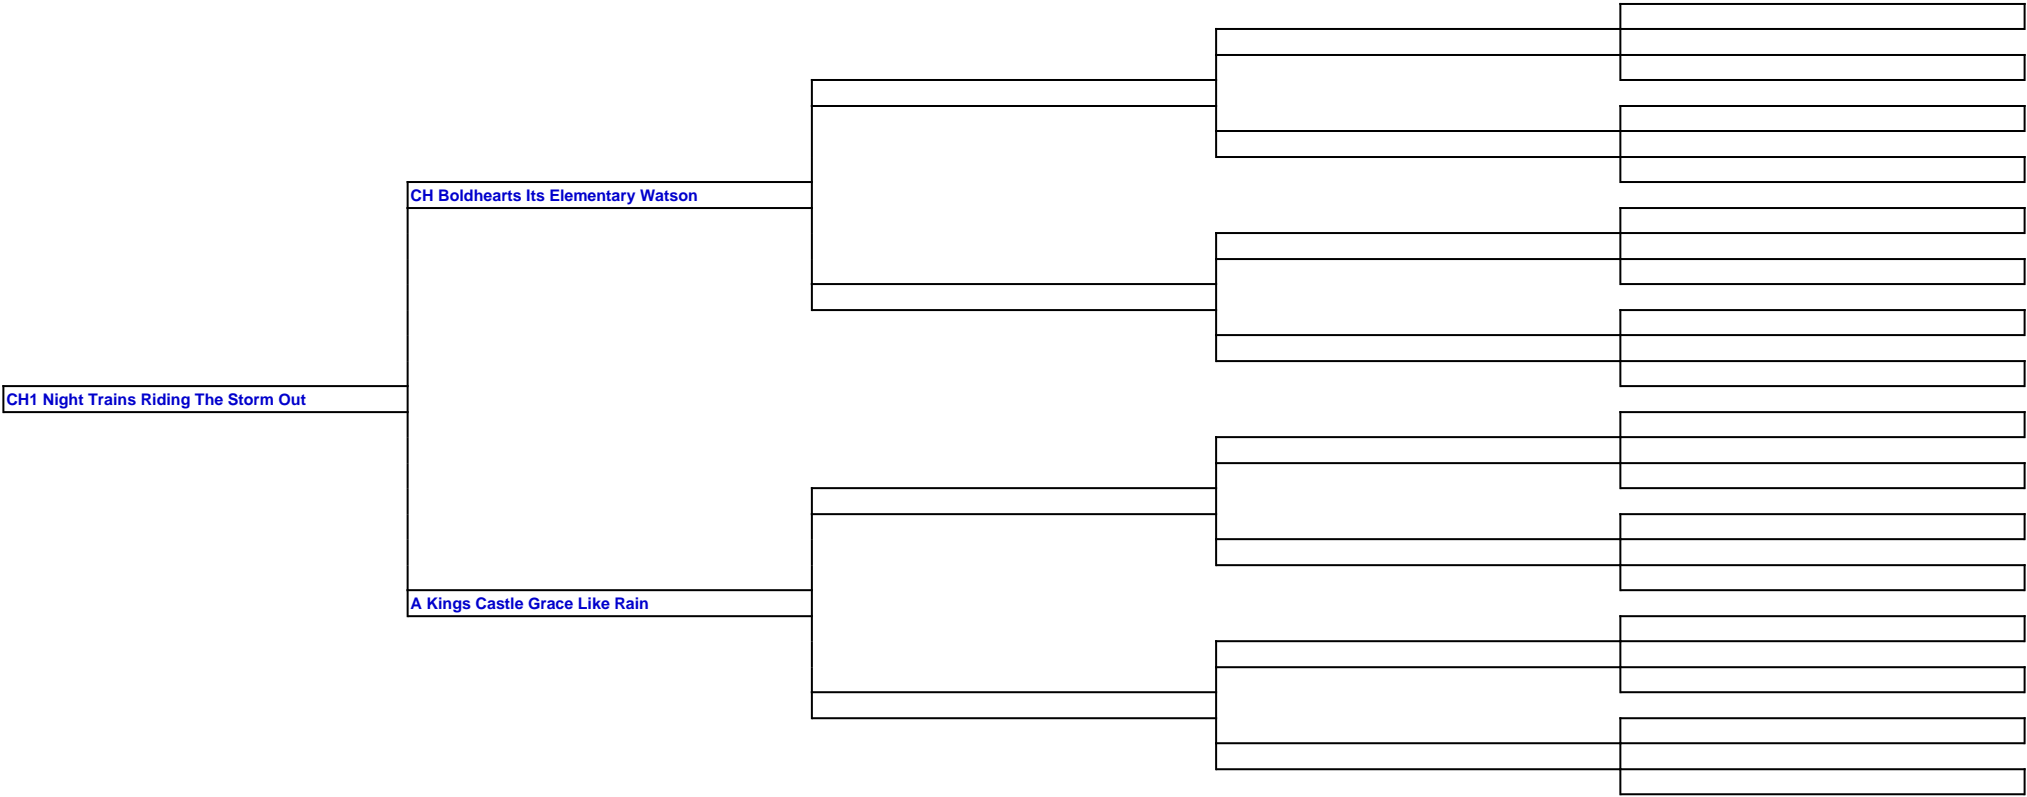 CH Boldhearts Its Elementary Watson
CH1 Night Trains Riding The Storm Out
A Kings Castle Grace Like Rain